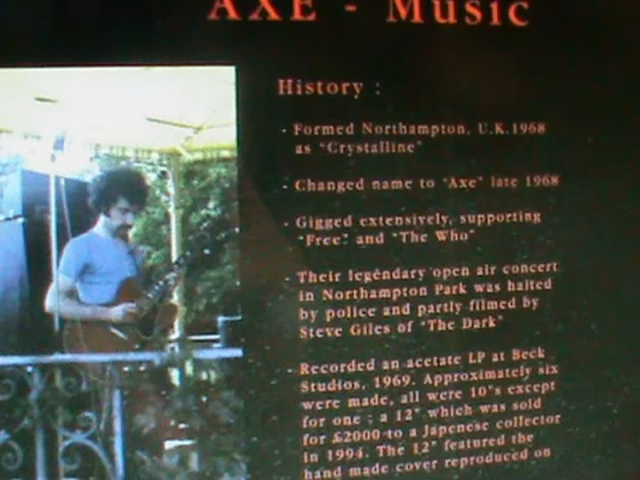 AXE - Music
History :
- Formed Northampton, U.K.1968
as "Crystalline"
- Changed name to "Axe" late 1968
- Gigged extensively, supporting
"Free" and "The Who"
- Their legendary open air concert
in Northampton Park was halted
by police and partly filmed by
Steve Giles of "The Dark"
- Recorded an acetate LP at Beck
Studios, 1969. Approximately six
were made, all were 10"s except
for one ; a 12" which was sold
for £2000 to a Japenese collector
in 1994. The 12" featured the
hand made cover reproduced on